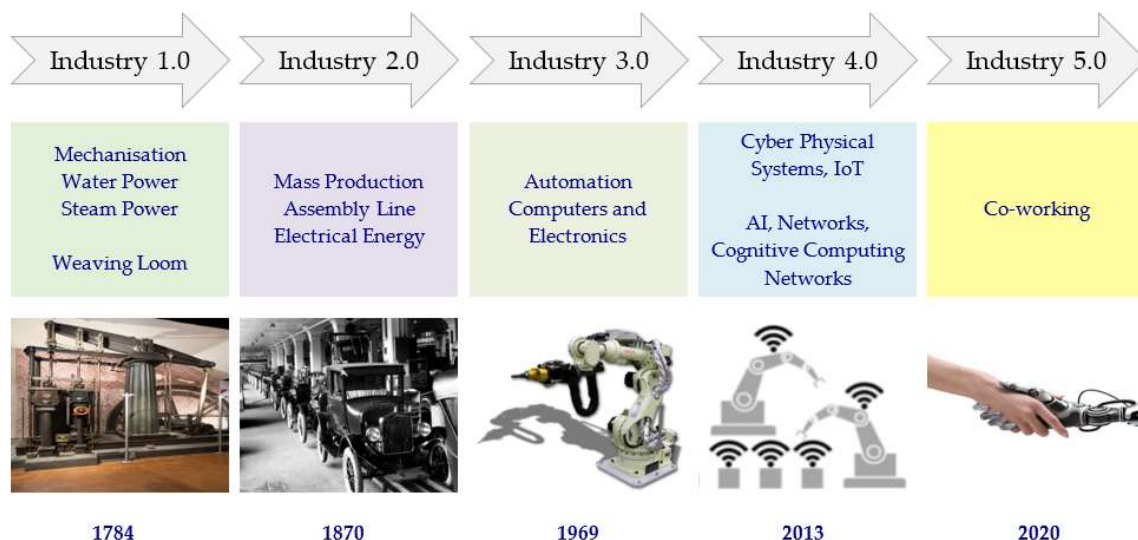 Industry 1.0
Industry 2.0
Industry 3.0
Industry 4.0
Industry 5.0
Mechanisation
Water Power
Steam Power
Weaving Loom
Mass Production
Assembly Line
Electrical Energy
Automation
Computers and
Electronics
Cyber Physical
Systems, IoT
AI, Networks,
Cognitive Computing
Networks
Co-working
1784
1870
1969
2013
2020